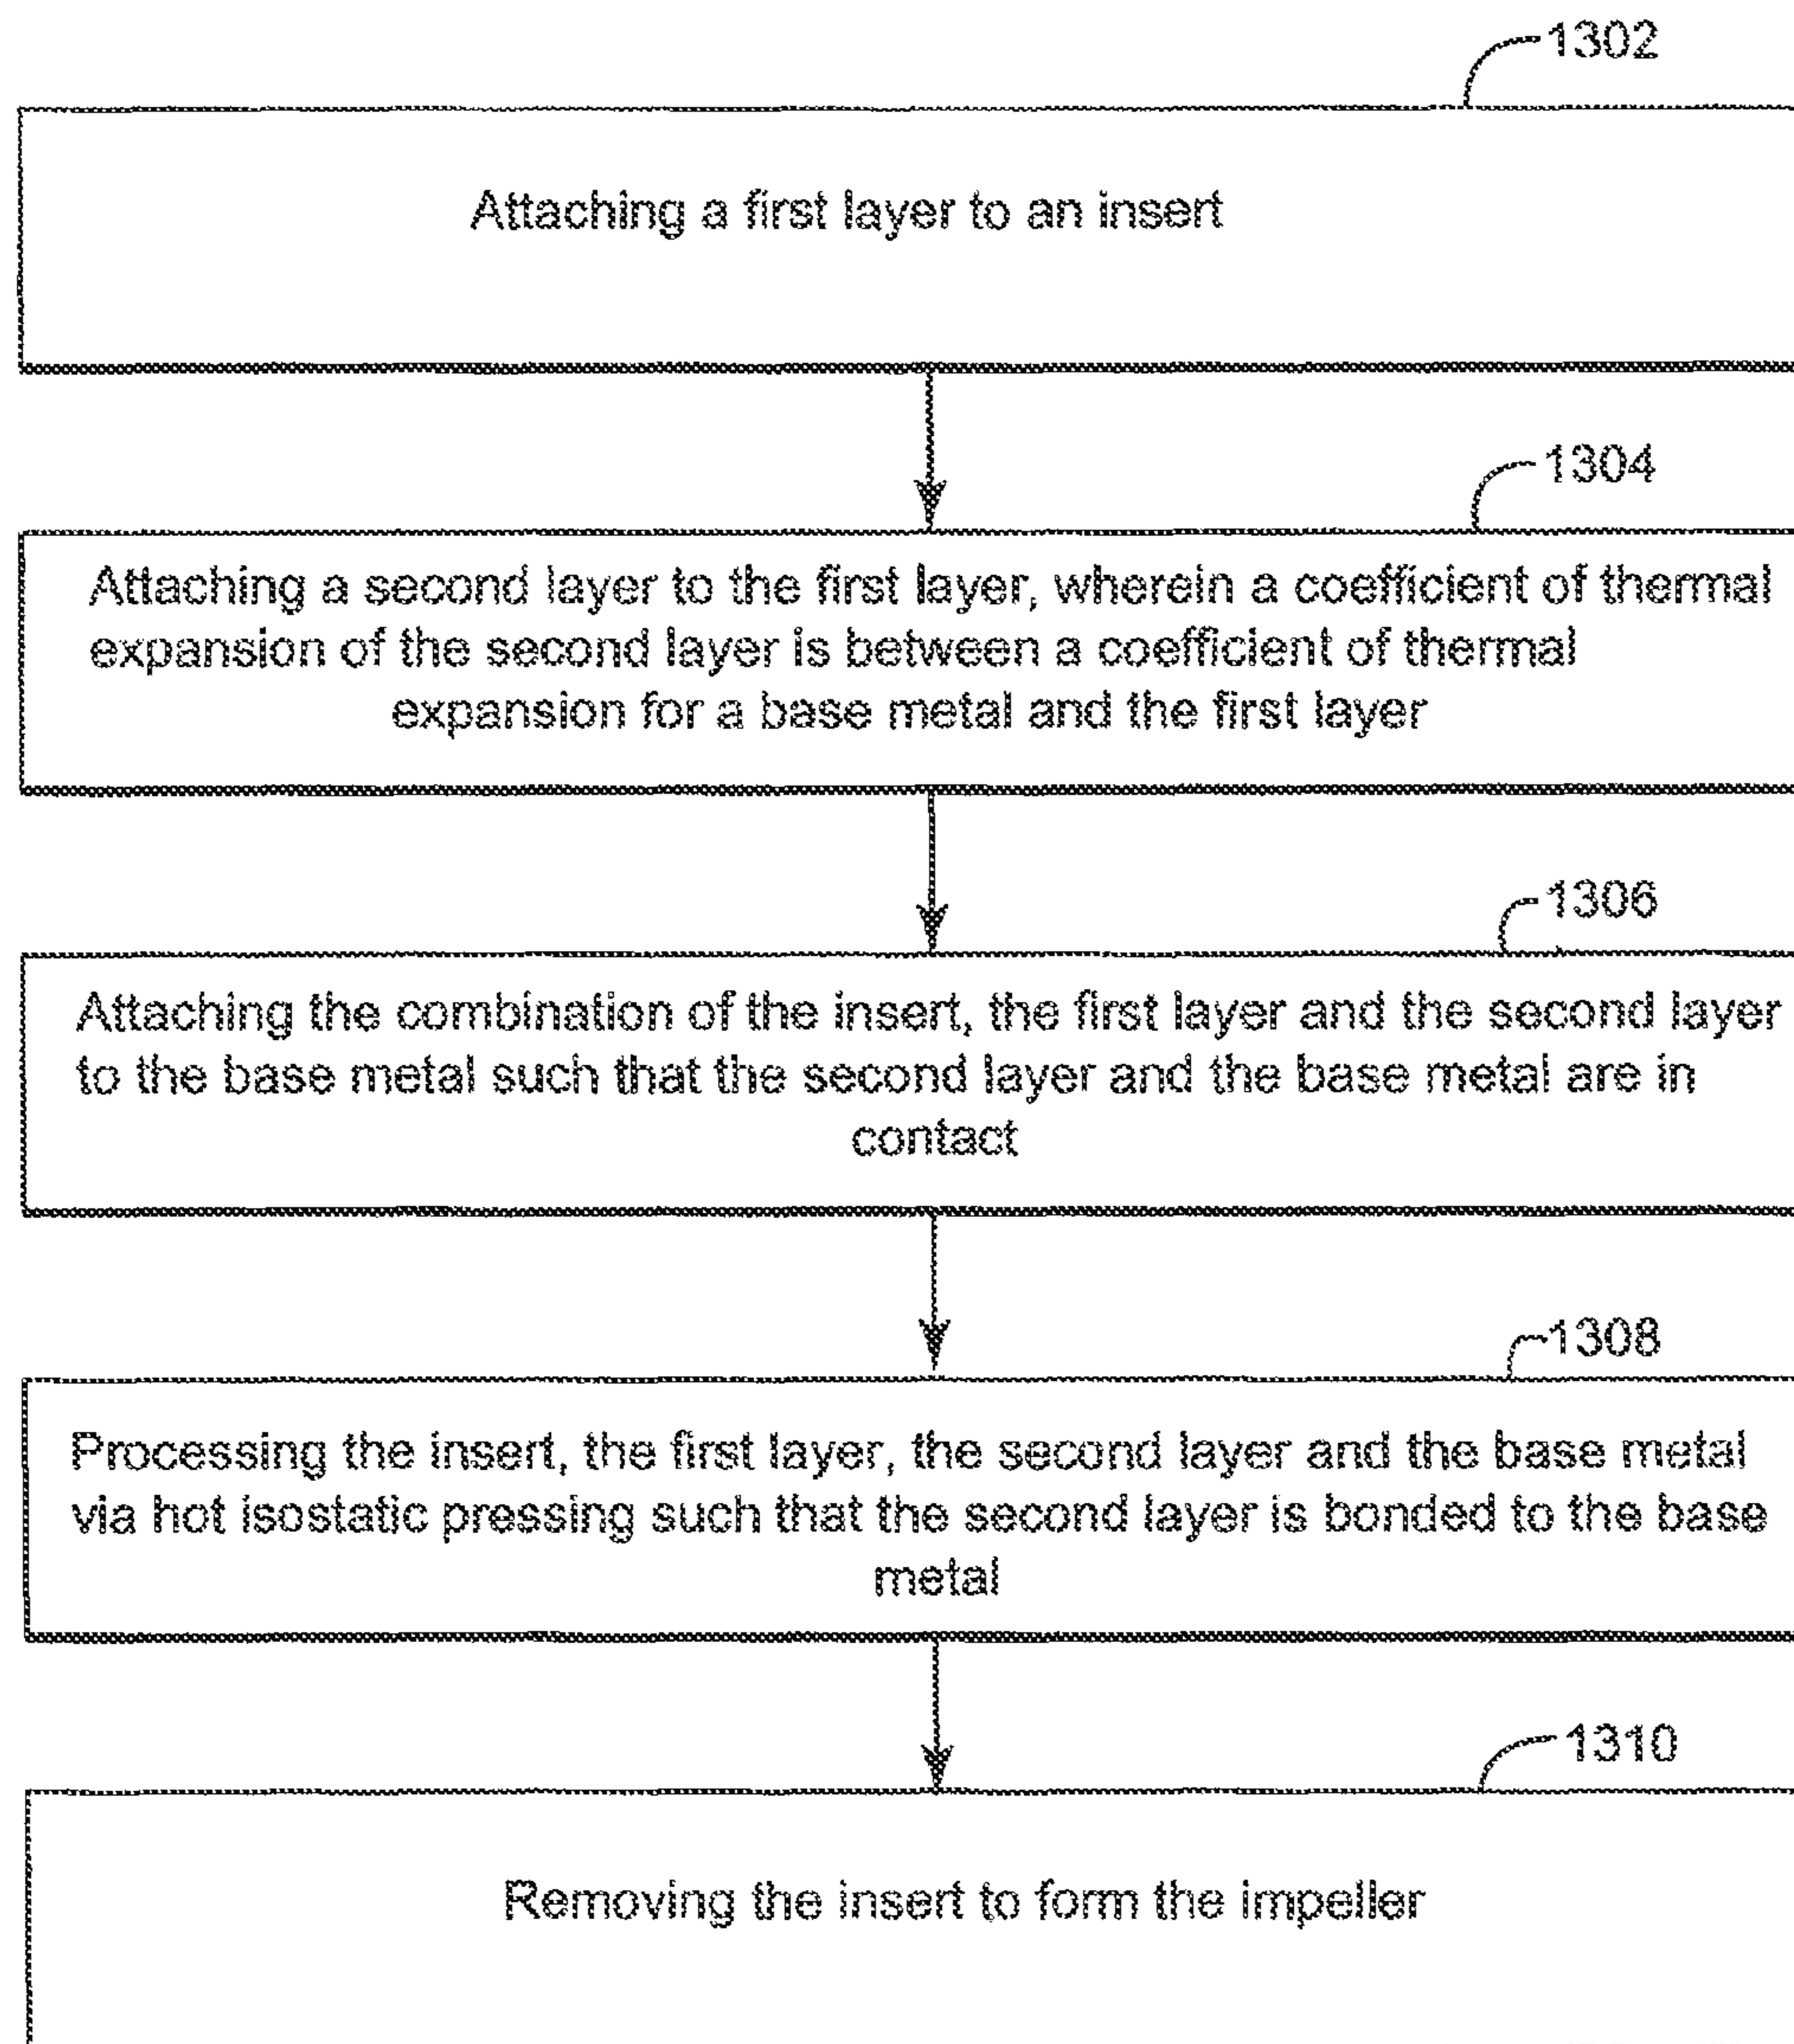 1302
Attaching a first layer to an insert
1304
Attaching a second layer to the first layer, wherein a coefficient of thermal
expansion of the second layer is between a coefficient of thermal
expansion for a base metal and the first layer
1306
Attaching the combination of the insert, the first layer and the second layer
to the base metal such that the second layer and the base metal are in
contact
1308
Processing the insert, the first layer, the second layer and the base metal
via hot isostatic pressing such that the second layer is bonded to the base
metal
1310
Removing the insert to form the impeller